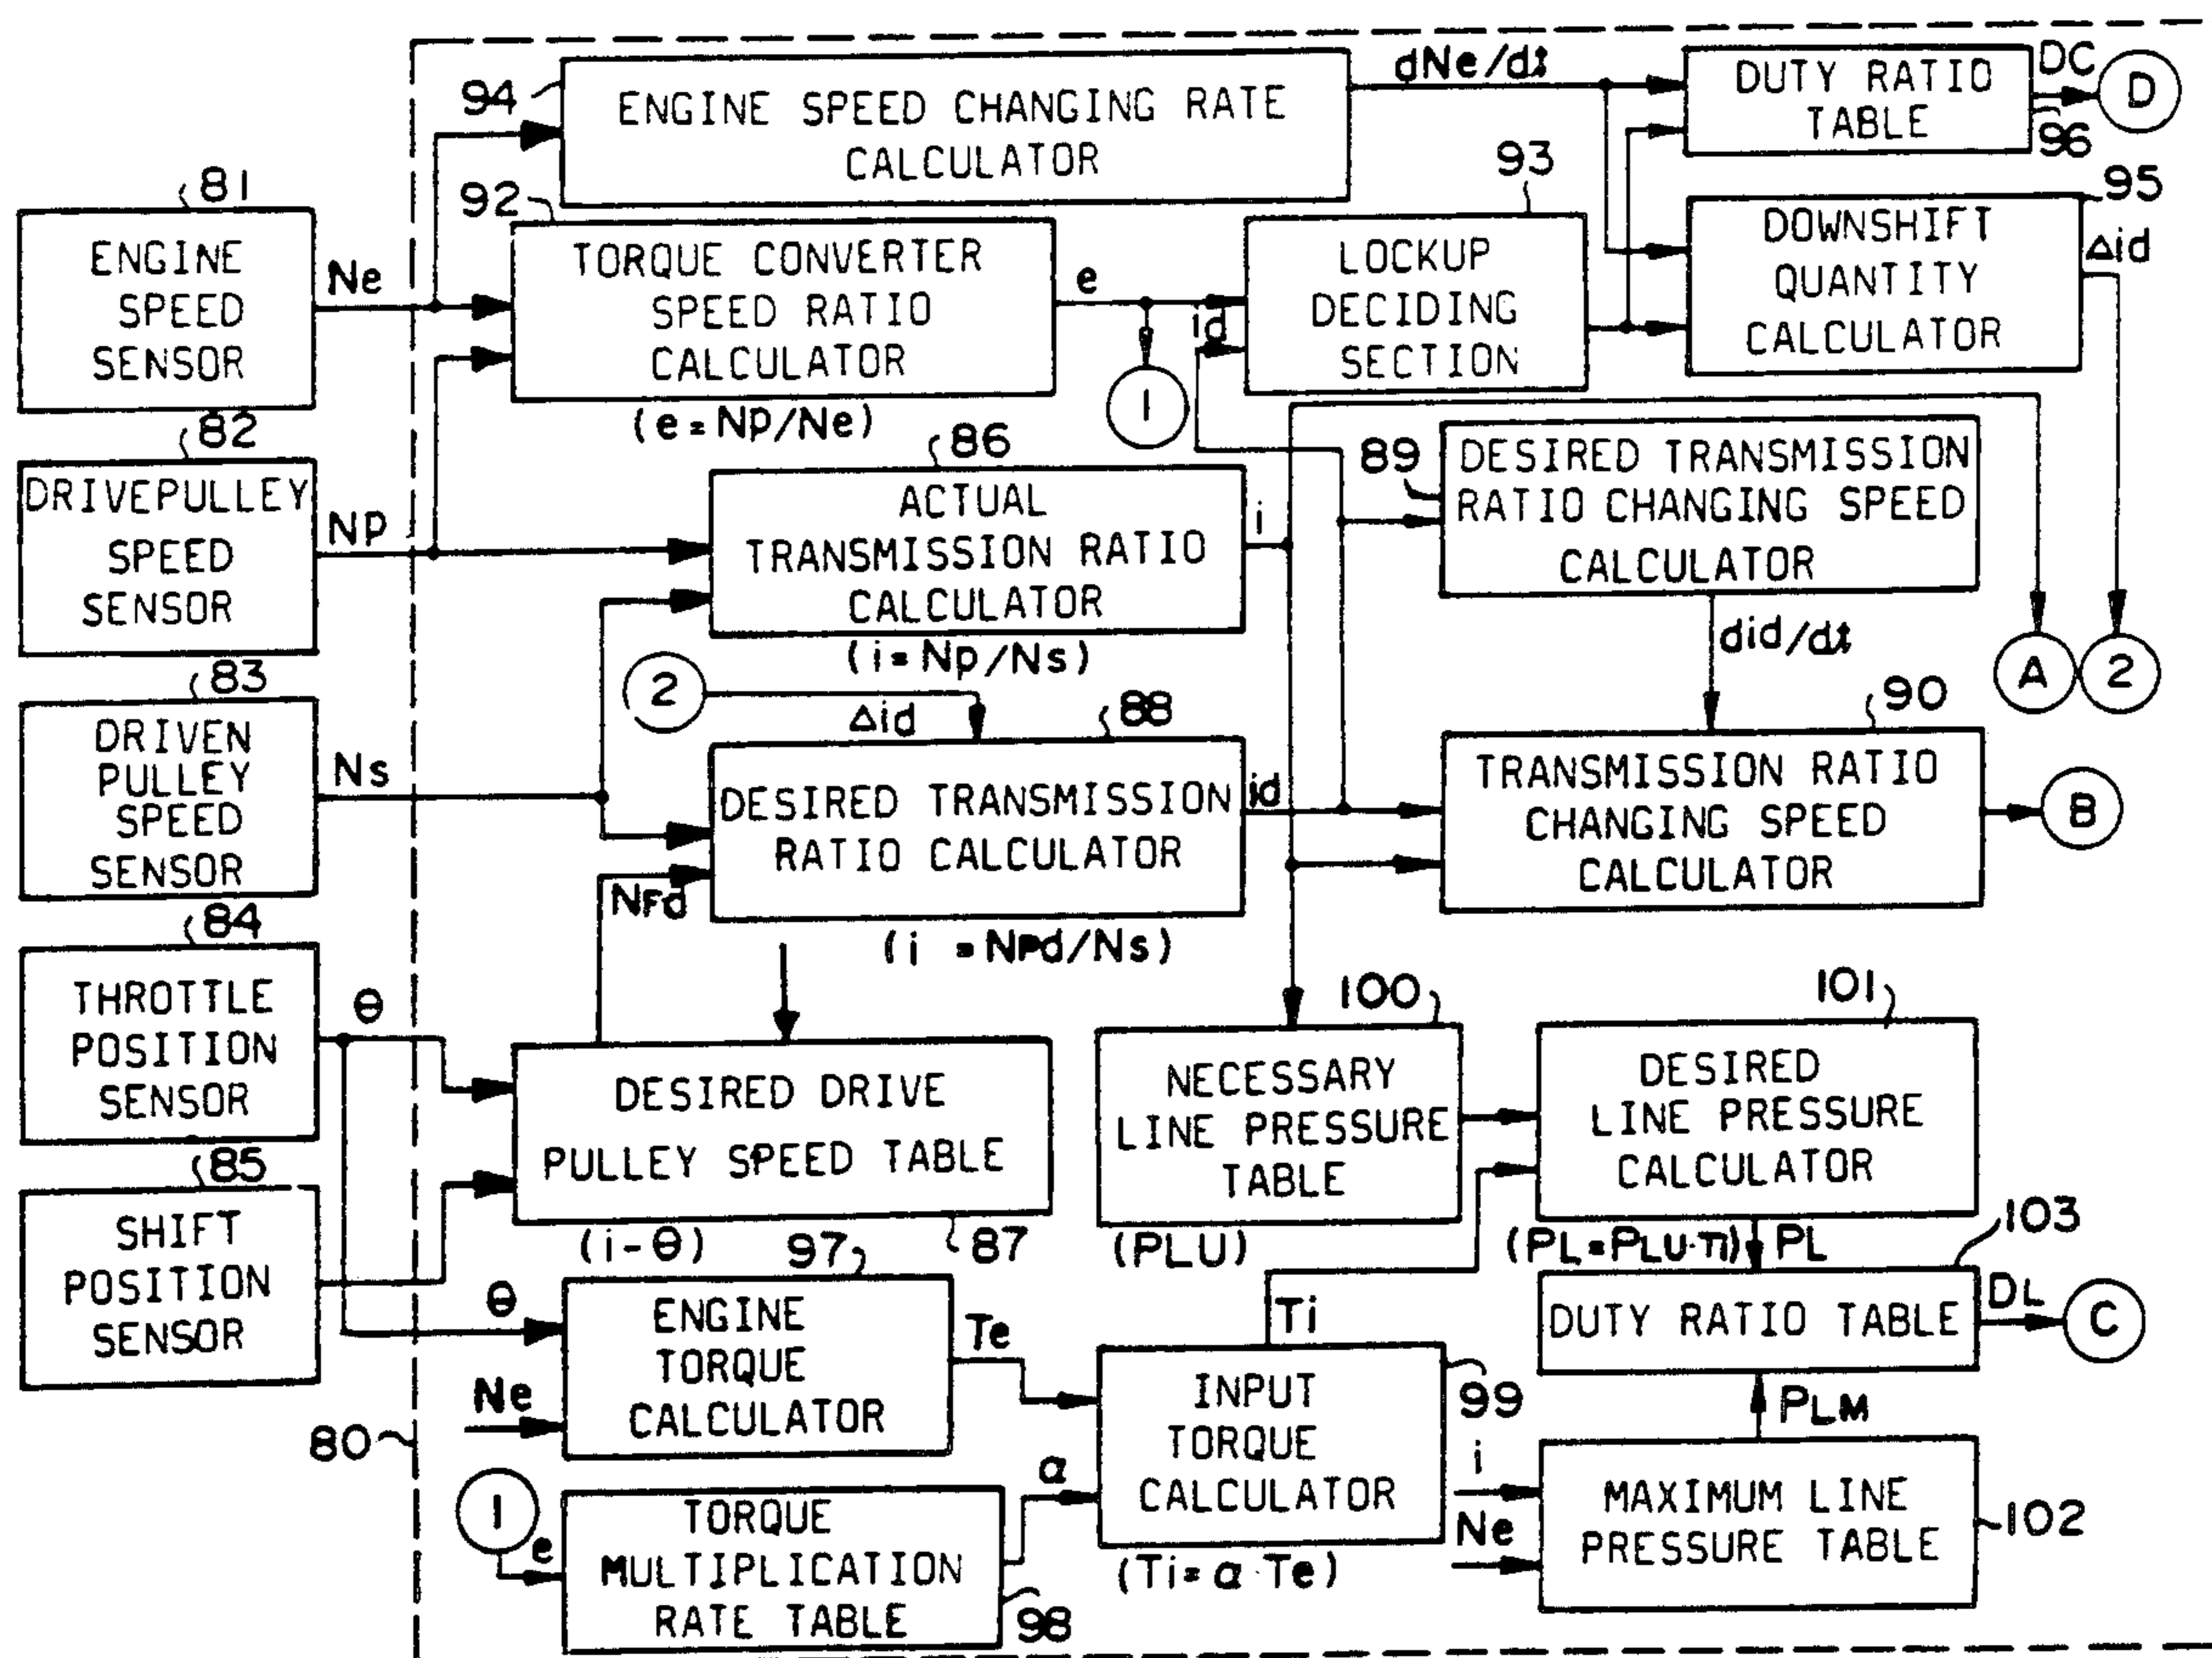 94
ENGINE SPEED CHANGING RATE
CALCULATOR
dNe/dt
DUTY RATIO
TABLE
DC
D
96
81
ENGINE
SPEED
SENSOR
Ne
92
TORQUE CONVERTER
SPEED RATIO
CALCULATOR
(e=Np/Ne)
e
1
93
LOCKUP
DECIDING
SECTION
id
95
DOWNSHIFT
QUANTITY
CALCULATOR
Δid
82
DRIVEPULLEY
SPEED
SENSOR
Np
86
ACTUAL
TRANSMISSION RATIO
CALCULATOR
(i=Np/Ns)
i
89
DESIRED TRANSMISSION
RATIO CHANGING SPEED
CALCULATOR
did/dt
A
2
83
DRIVEN
PULLEY
SPEED
SENSOR
Ns
2
Δid
88
DESIRED TRANSMISSION
RATIO CALCULATOR
(i =NPd/Ns)
id
NFd
90
TRANSMISSION RATIO
CHANGING SPEED
CALCULATOR
B
84
THROTTLE
POSITION
SENSOR
θ
DESIRED DRIVE
PULLEY SPEED TABLE
(i-θ)
87
100
NECESSARY
LINE PRESSURE
TABLE
(PLU)
101
DESIRED
LINE PRESSURE
CALCULATOR
(PL=PLU·Ti)
PL
85
SHIFT
POSITION
SENSOR
80
97
θ
Ne
ENGINE
TORQUE
CALCULATOR
Te
Ti
INPUT
TORQUE
CALCULATOR
(Ti=α·Te)
99
103
DUTY RATIO TABLE
DL
C
PLM
i
Ne
MAXIMUM LINE
PRESSURE TABLE
102
1
e
TORQUE
MULTIPLICATION
RATE TABLE
98
α